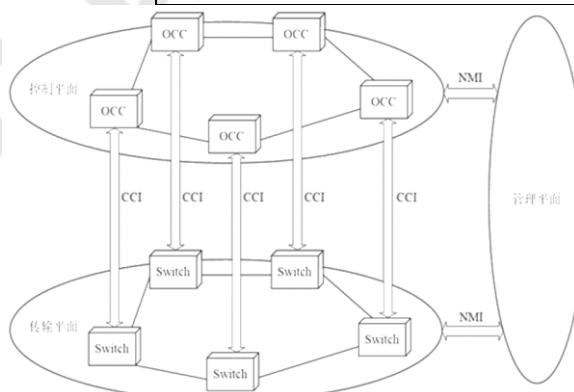 OCC
OCC
NMI
控制平面
OCC
OCC
OCC
CCI
CCI
CCI
CCI
CCI
管理平面
Switch
Switch
传输平面
NMI
Switch
Switch
Switch